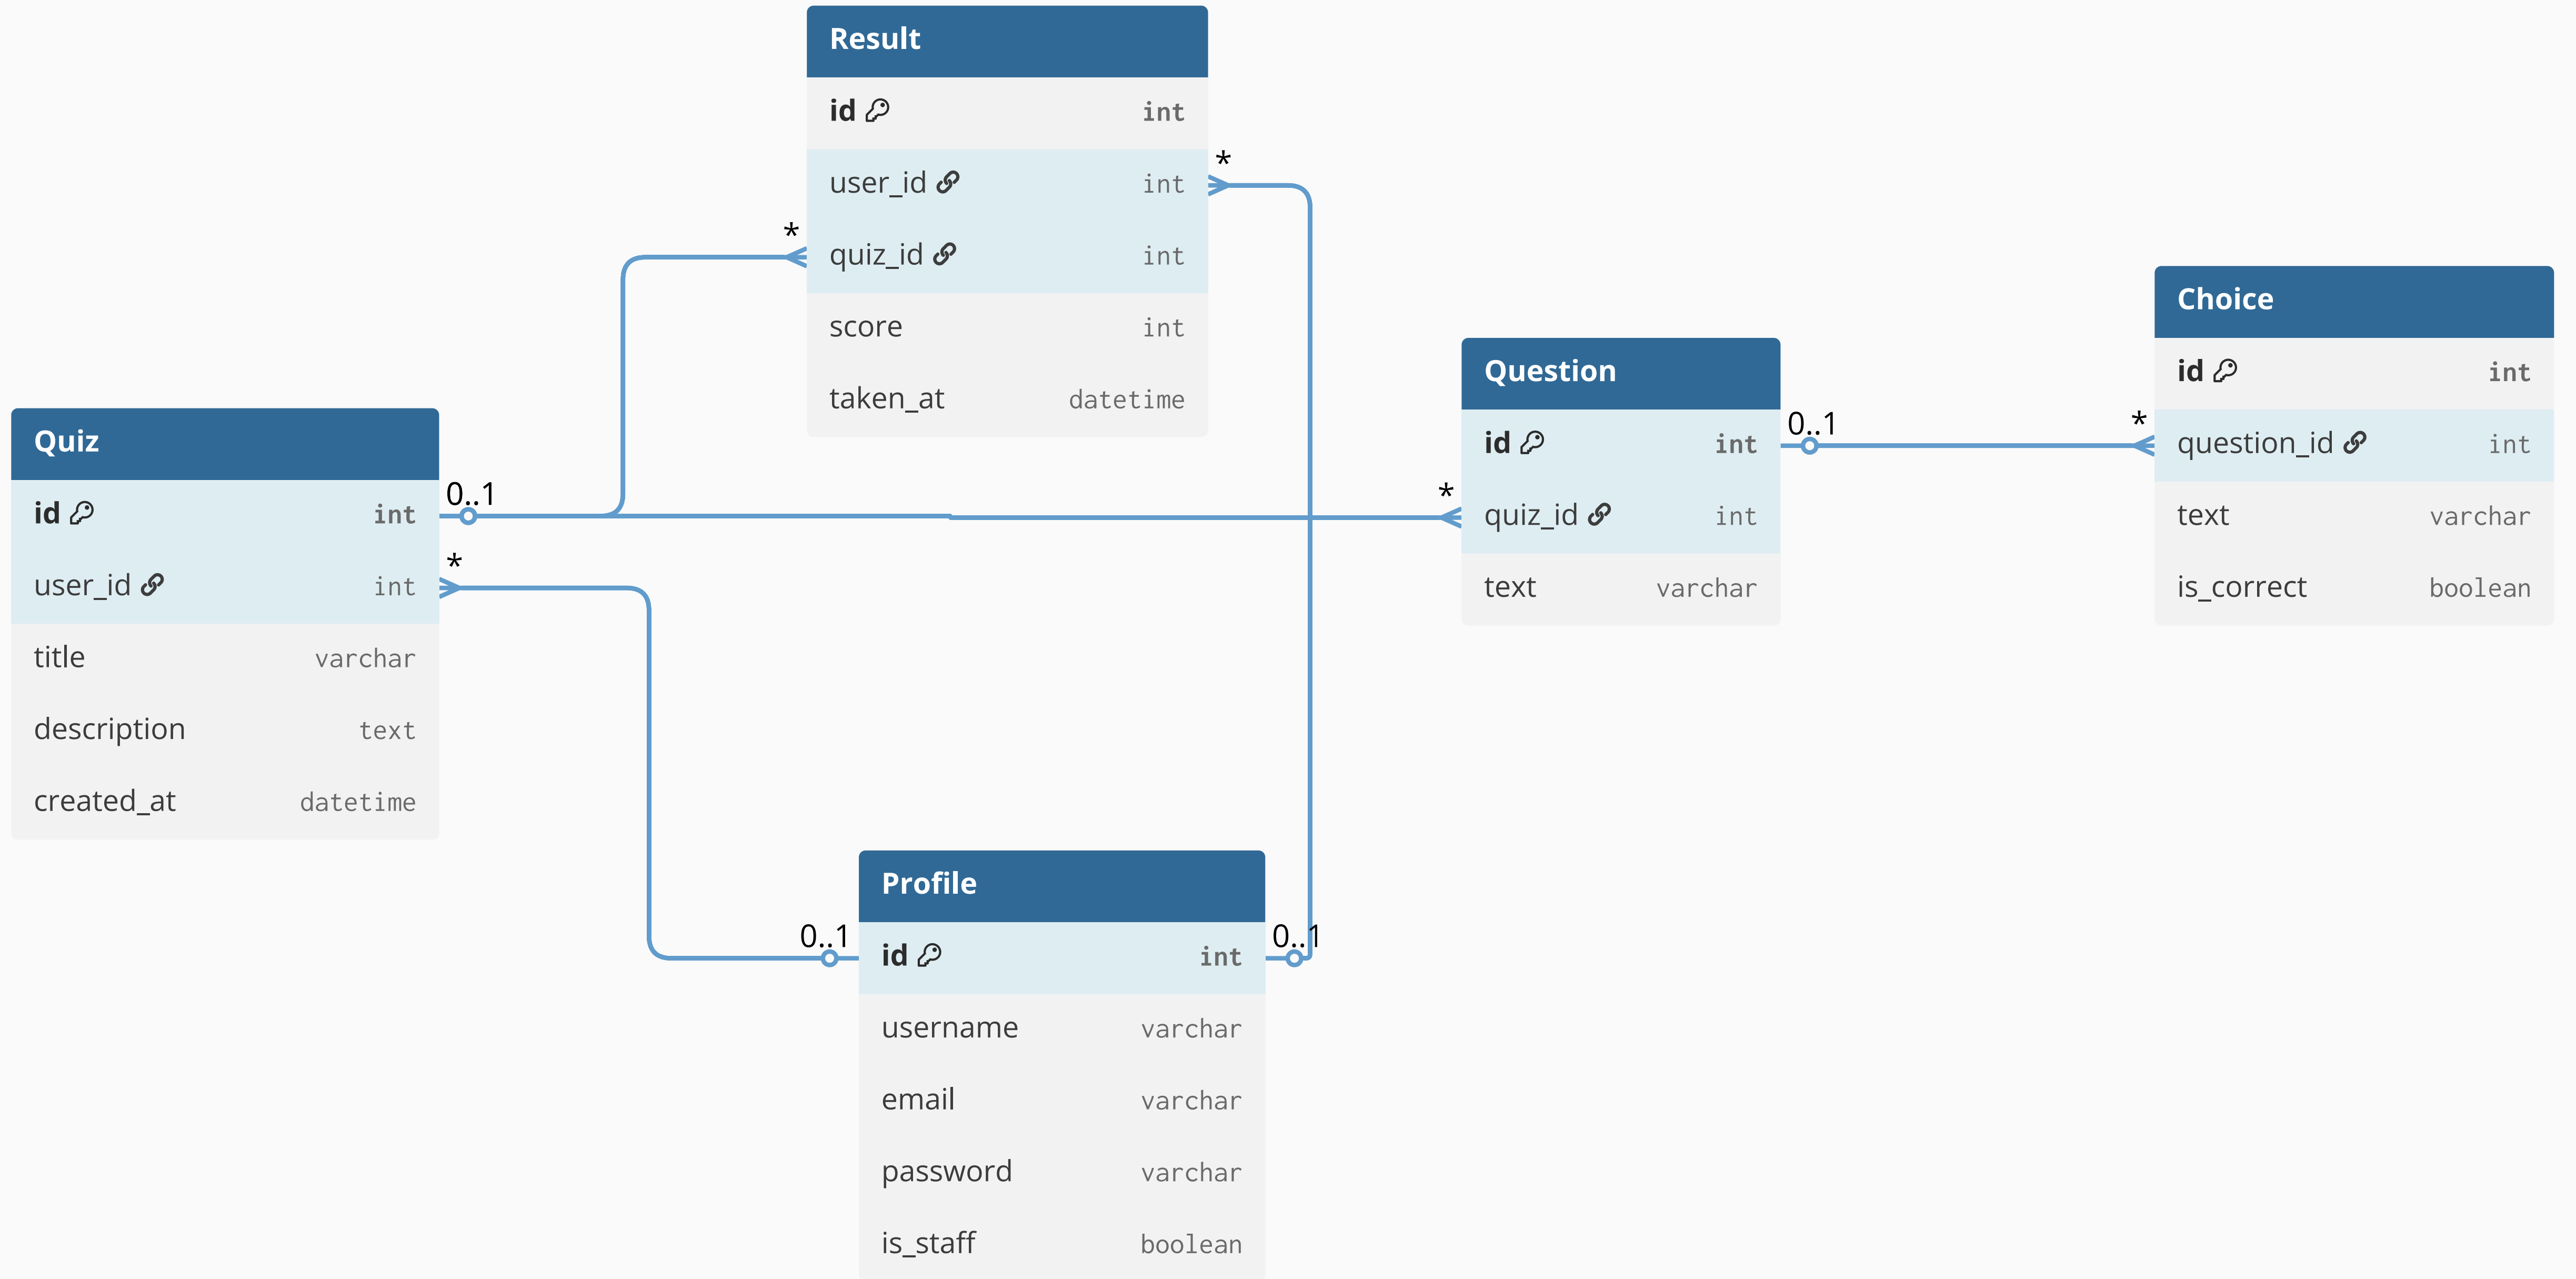 Result
id int
user_id int
quiz_id int
score int
taken_at datetime
*
*
Quiz
id int
user_id int
title varchar
description text
created_at datetime
0..1
*
Question
id int
quiz_id int
text varchar
*
0..1
Choice
id int
question_id int
text varchar
is_correct boolean
*
Profile
id int
username varchar
email varchar
password varchar
is_staff boolean
0..1
0..1